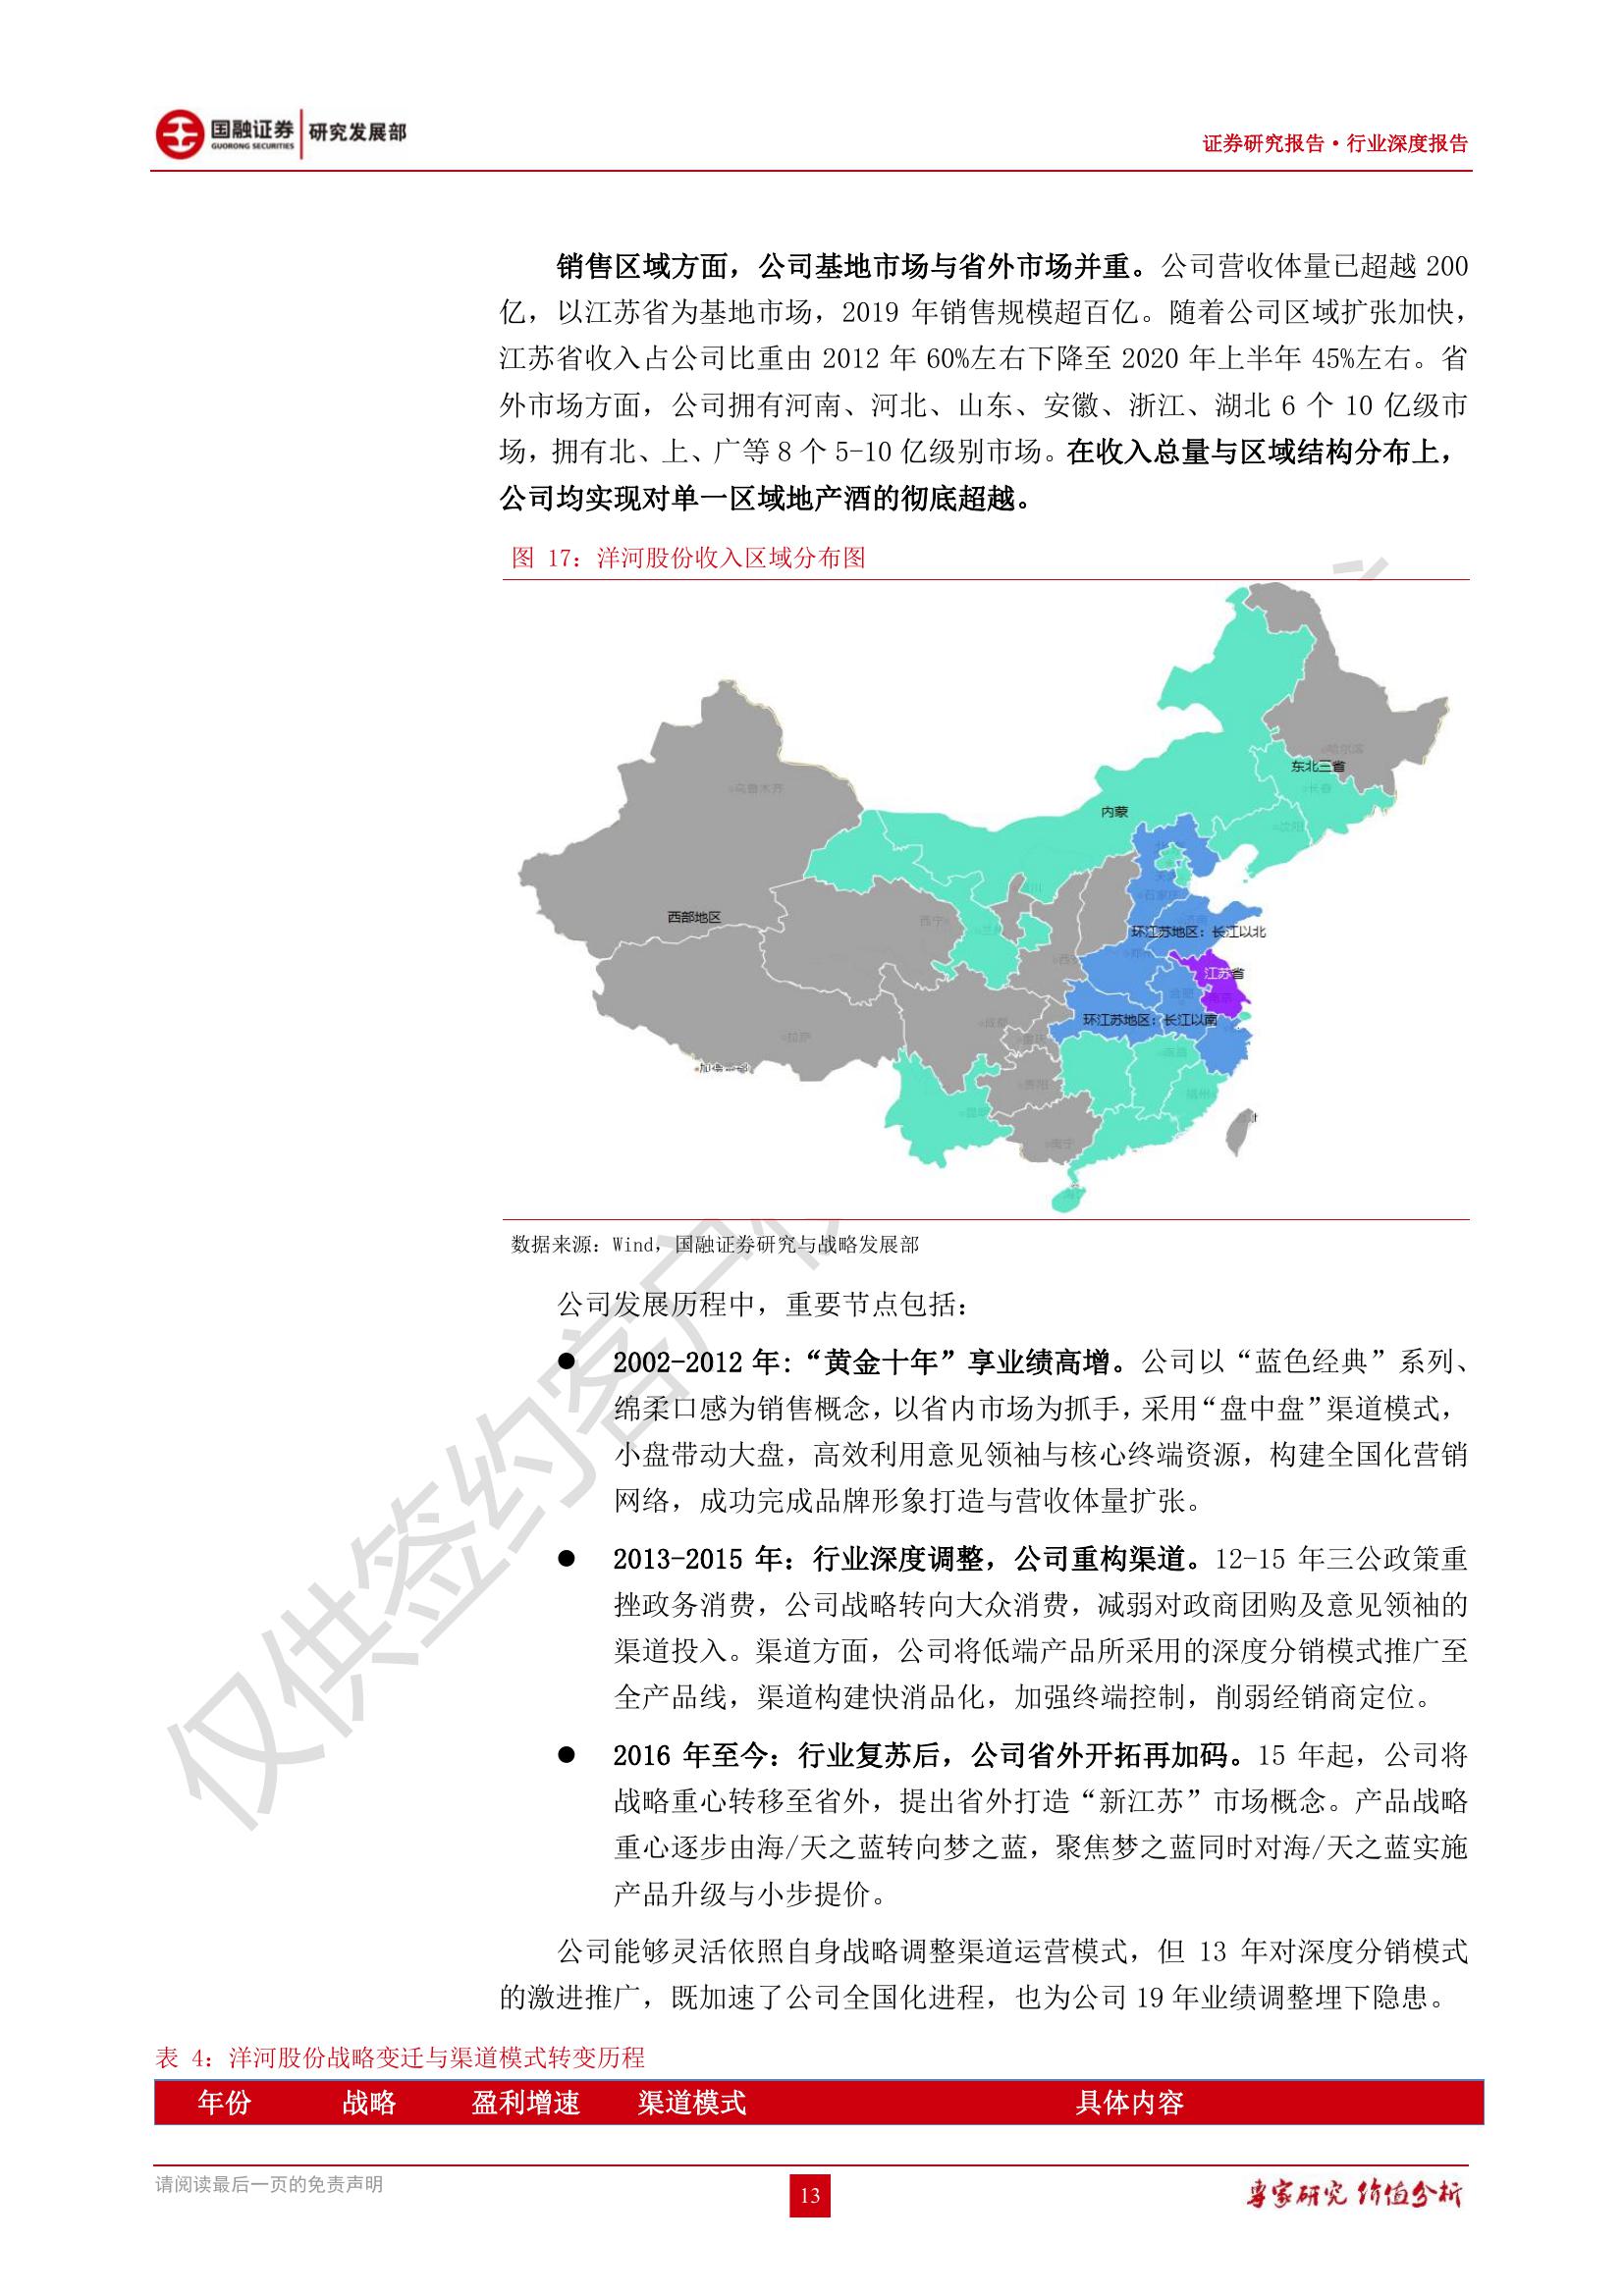 国融证券
GUORONG SECURITIES
研究发展部
证券研究报告·行业深度报告
销售区域方面，公司基地市场与省外市场并重。公司营收体量已超越 200
亿，以江苏省为基地市场，2019 年销售规模超百亿。随着公司区域扩张加快，
江苏省收入占公司比重由 2012 年 60%左右下降至 2020 年上半年 45%左右。省
外市场方面，公司拥有河南、河北、山东、安徽、浙江、湖北 6 个 10 亿级市
场，拥有北、上、广等 8 个 5-10 亿级别市场。在收入总量与区域结构分布上，
公司均实现对单一区域地产酒的彻底超越。
图 17：洋河股份收入区域分布图
哈尔滨
东北三省
长春
乌鲁木齐
内蒙
沈阳
西部地区
西宁
环江苏地区：长江以北
江苏省
环江苏地区：长江以南
成都
拉萨
贵阳
福州
南宁
数据来源：Wind，国融证券研究与战略发展部
公司发展历程中，重要节点包括：
● 2002-2012 年：“黄金十年”享业绩高增。公司以“蓝色经典”系列、
绵柔口感为销售概念，以省内市场为抓手，采用“盘中盘”渠道模式，
小盘带动大盘，高效利用意见领袖与核心终端资源，构建全国化营销
网络，成功完成品牌形象打造与营收体量扩张。
● 2013-2015 年：行业深度调整，公司重构渠道。12-15 年三公政策重
挫政务消费，公司战略转向大众消费，减弱对政商团购及意见领袖的
渠道投入。渠道方面，公司将低端产品所采用的深度分销模式推广至
全产品线，渠道构建快消品化，加强终端控制，削弱经销商定位。
● 2016 年至今：行业复苏后，公司省外开拓再加码。15 年起，公司将
战略重心转移至省外，提出省外打造“新江苏”市场概念。产品战略
重心逐步由海/天之蓝转向梦之蓝，聚焦梦之蓝同时对海/天之蓝实施
产品升级与小步提价。
公司能够灵活依照自身战略调整渠道运营模式，但 13 年对深度分销模式
的激进推广，既加速了公司全国化进程，也为公司 19 年业绩调整埋下隐患。
表 4：洋河股份战略变迁与渠道模式转变历程
年份 战略 盈利增速 渠道模式 具体内容
请阅读最后一页的免责声明
13
专家研究 价值分析
仅供签约客户